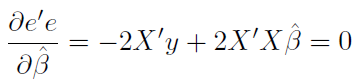 ∂e′e/∂β̂ = −2X′y + 2X′Xβ̂ = 0